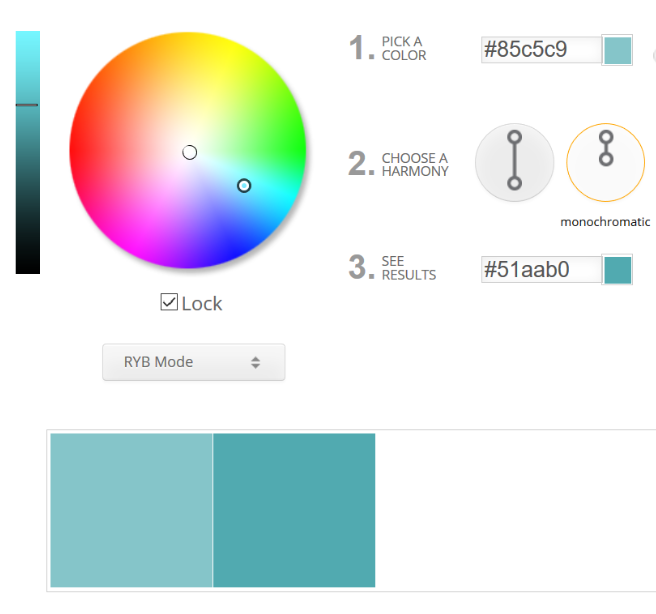 1. PICK A
COLOR
#85c5c9
2. CHOOSE A
HARMONY
monochromatic
3. SEE
RESULTS
#51aab0
Lock
RYB Mode